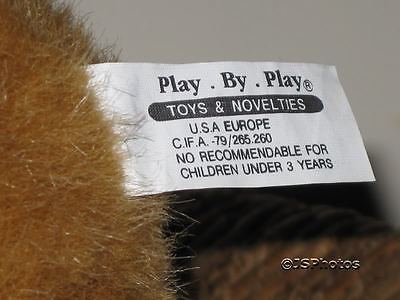 Play . By . Play®
TOYS & NOVELTIES
U.S.A EUROPE
C.I.F.A. -79/265.260
NO RECOMMENDABLE FOR
CHILDREN UNDER 3 YEARS
©JSPhotos